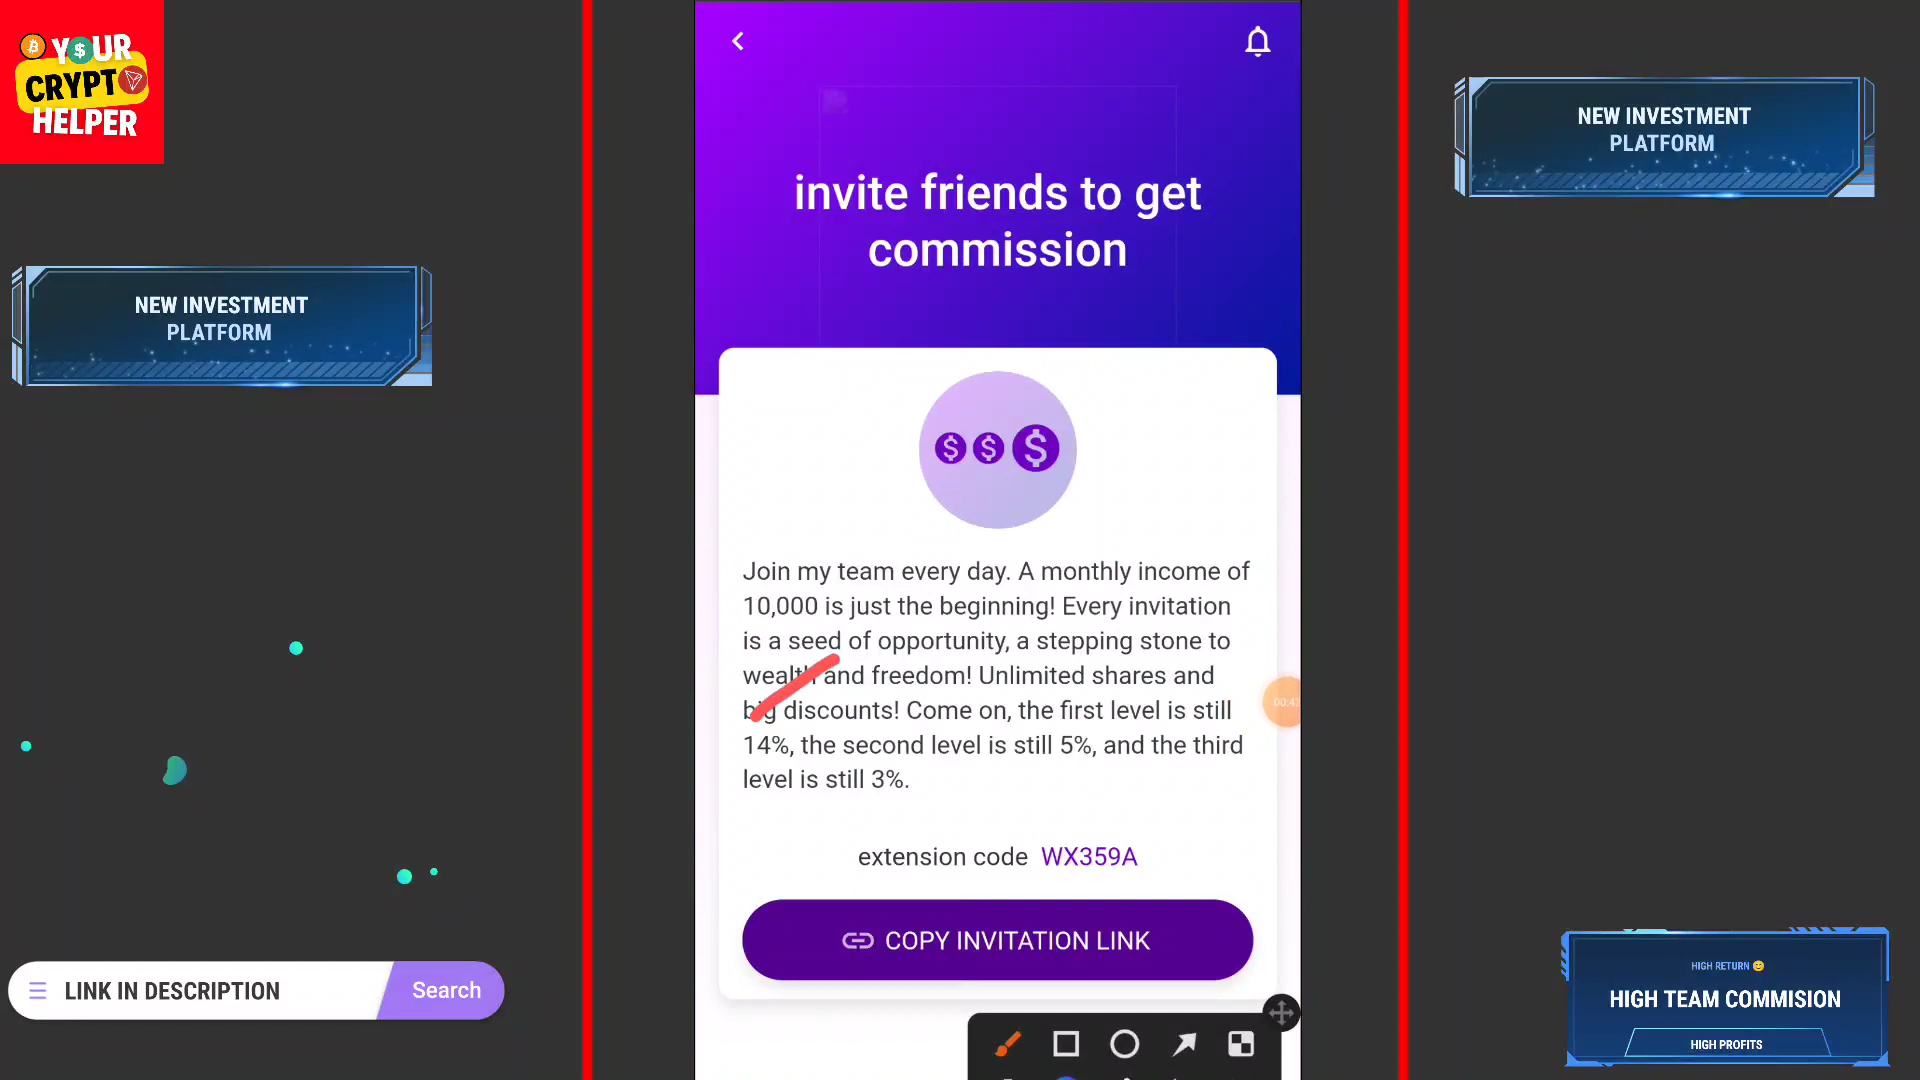 Y$UR
CRYPT
HELPER
NEW INVESTMENT
PLATFORM
invite friends to get
commission
NEW INVESTMENT
PLATFORM
Join my team every day. A monthly income of
10,000 is just the beginning! Every invitation
is a seed of opportunity, a stepping stone to
wealth and freedom! Unlimited shares and
big discounts! Come on, the first level is still
14%, the second level is still 5%, and the third
level is still 3%.
extension code WX359A
COPY INVITATION LINK
LINK IN DESCRIPTION
Search
HIGH RETURN 😊
HIGH TEAM COMMISION
HIGH PROFITS